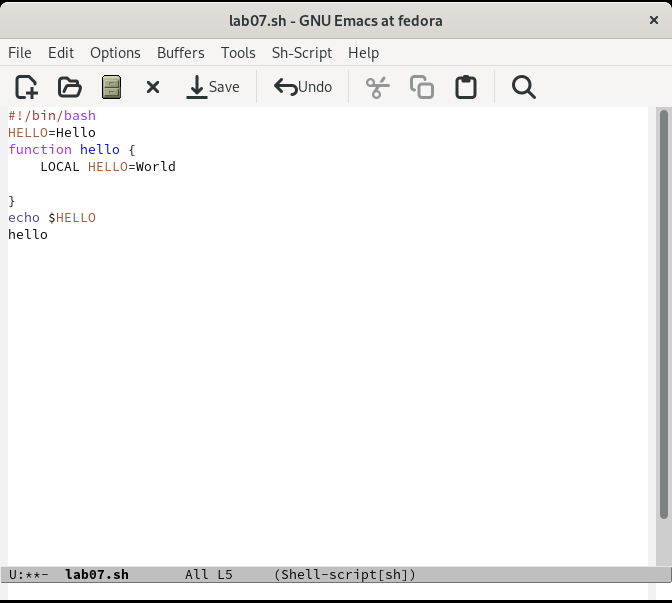 lab07.sh - GNU Emacs at fedora
File Edit Options Buffers Tools Sh-Script Help
Save Undo
#!/bin/bash
HELLO=Hello
function hello {
    LOCAL HELLO=World
}
echo $HELLO
hello
U:**- lab07.sh All L5 (Shell-script[sh])